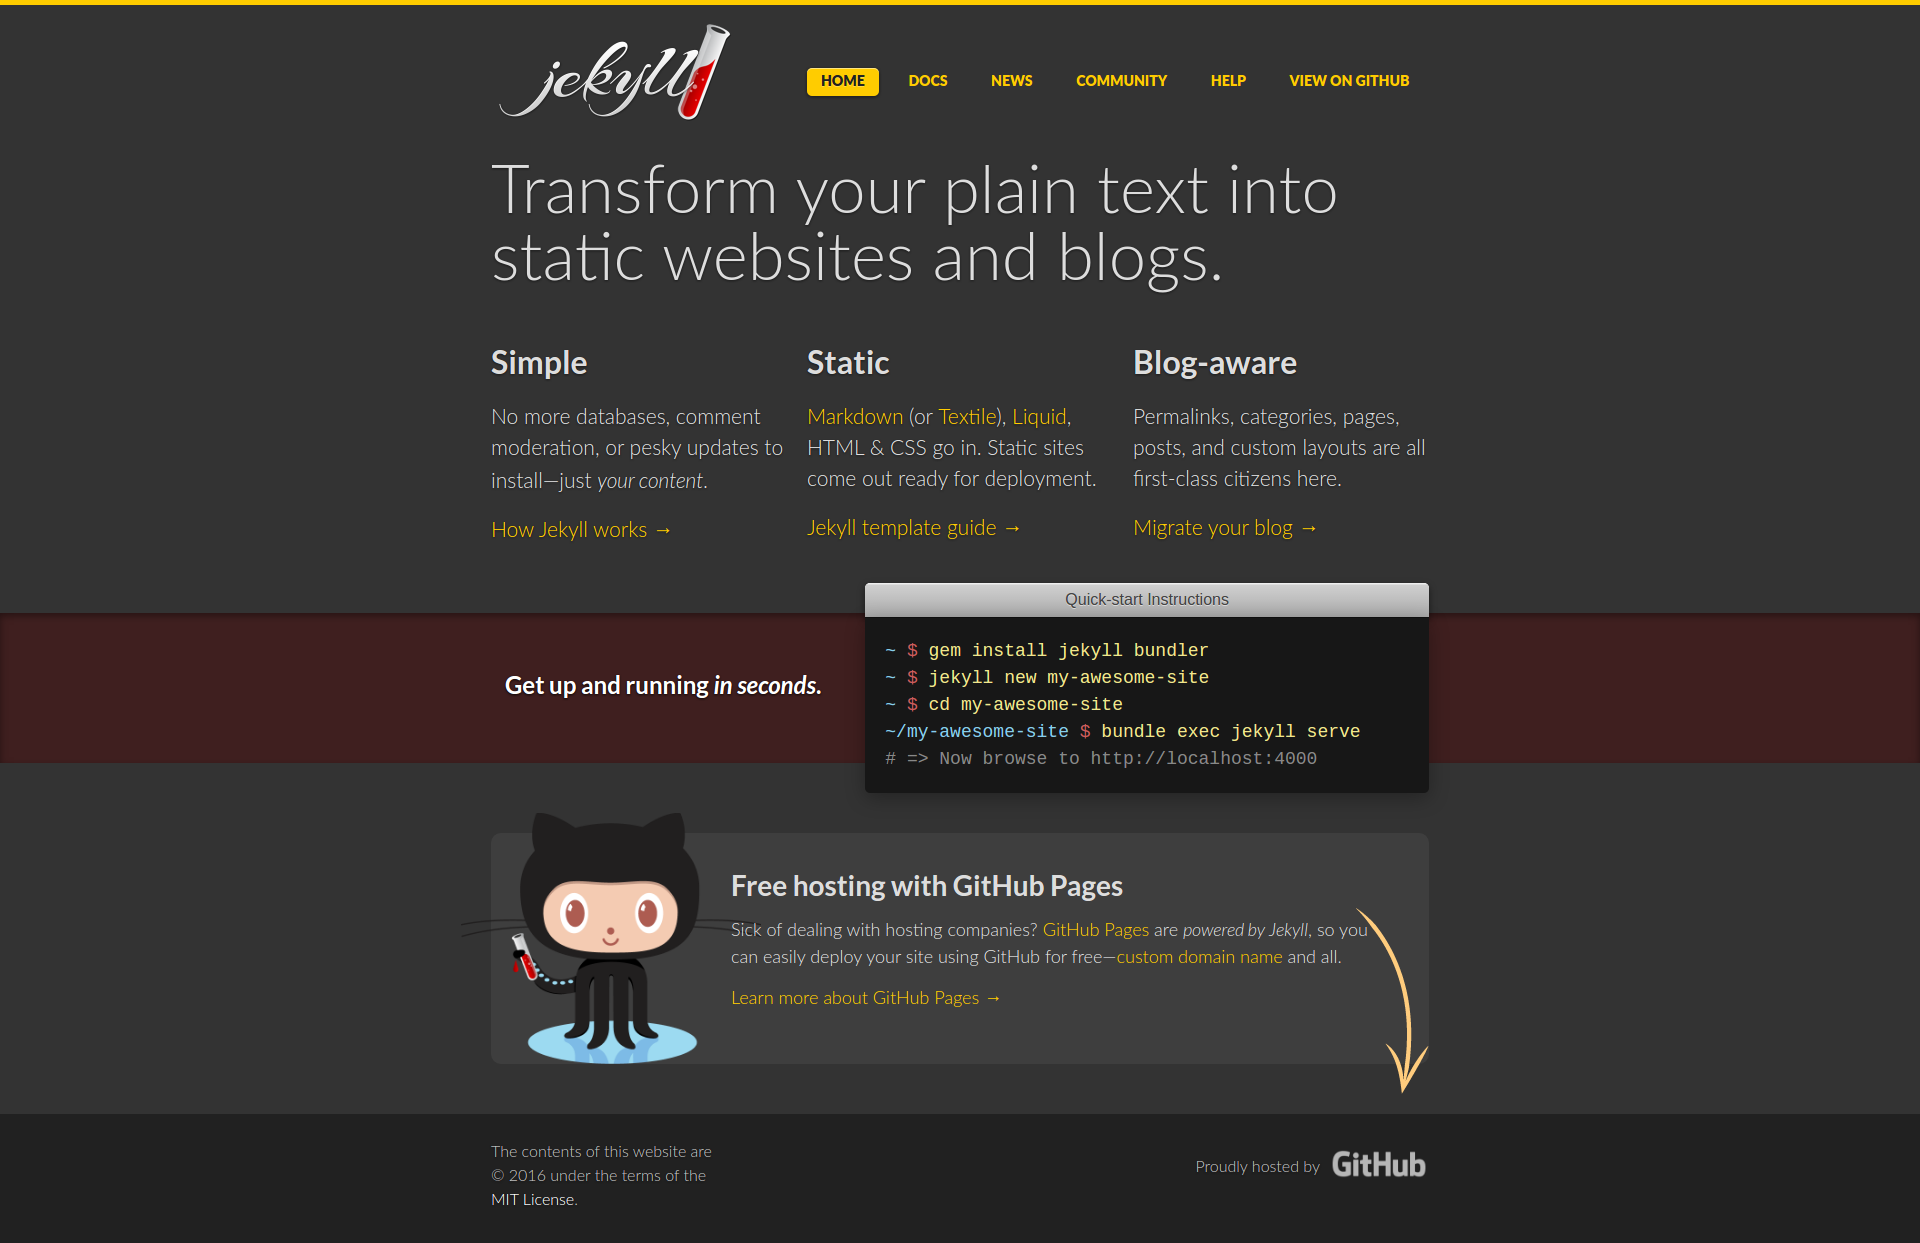 jekyll
HOME DOCS NEWS COMMUNITY HELP VIEW ON GITHUB
Transform your plain text into
static websites and blogs.
Simple
No more databases, comment
moderation, or pesky updates to
install—just your content.
How Jekyll works →
Static
Markdown (or Textile), Liquid,
HTML & CSS go in. Static sites
come out ready for deployment.
Jekyll template guide →
Blog-aware
Permalinks, categories, pages,
posts, and custom layouts are all
first-class citizens here.
Migrate your blog →
Get up and running in seconds.
Quick-start Instructions
~ $ gem install jekyll bundler
~ $ jekyll new my-awesome-site
~ $ cd my-awesome-site
~/my-awesome-site $ bundle exec jekyll serve
# => Now browse to http://localhost:4000
Free hosting with GitHub Pages
Sick of dealing with hosting companies? GitHub Pages are powered by Jekyll, so you
can easily deploy your site using GitHub for free—custom domain name and all.
Learn more about GitHub Pages →
The contents of this website are
© 2016 under the terms of the
MIT License.
Proudly hosted by GitHub